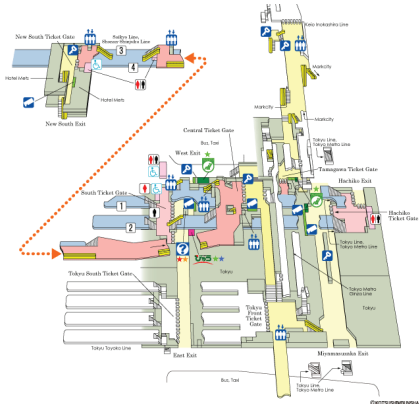 Keio Inokashira Line
New South Ticket Gate
Saikyo Line,
Shonan-Shinjuku Line
3
4
Hotel Mets
Hotel Mets
New South Exit
Markcity
Markcity
Markcity
Central Ticket Gate
Bus, Taxi
West Exit
Tokyu Line,
Tokyo Metro Line
Tamagawa Ticket Gate
Hachiko Exit
South Ticket Gate
1
2
Hachiko
Ticket Gate
?
びゅう
Tokyu
Tokyu Line,
Tokyo Metro Line
Tokyu
Tokyo Metro
Ginza Line
Tokyu South Ticket Gate
Tokyu
Front
Ticket
Gate
Tokyu Toyoko Line
East Exit
Miyamasuzaka Exit
Bus, Taxi
Tokyu Line,
Tokyo Metro Line